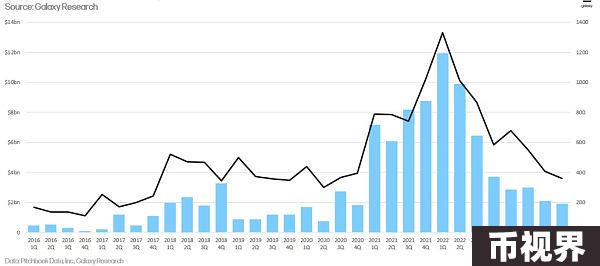 Source: Galaxy Research
galaxy
$14bn 1400
$12bn 1200
$10bn 1000
$8bn 800
$6bn 600
$4bn 400
$2bn 200
0 0
2016 2016 2016 2016 2017 2017 2017 2017 2018 2018 2018 2018 2019 2019 2019 2019 2020 2020 2020 2020 2021 2021 2021 2021 2022 2022
1Q 2Q 3Q 4Q 1Q 2Q 3Q 4Q 1Q 2Q 3Q 4Q 1Q 2Q 3Q 4Q 1Q 2Q 3Q 4Q 1Q 2Q 3Q 4Q 1Q 2Q
币视界
Data: Pitchbook Data, Inc., Galaxy Research